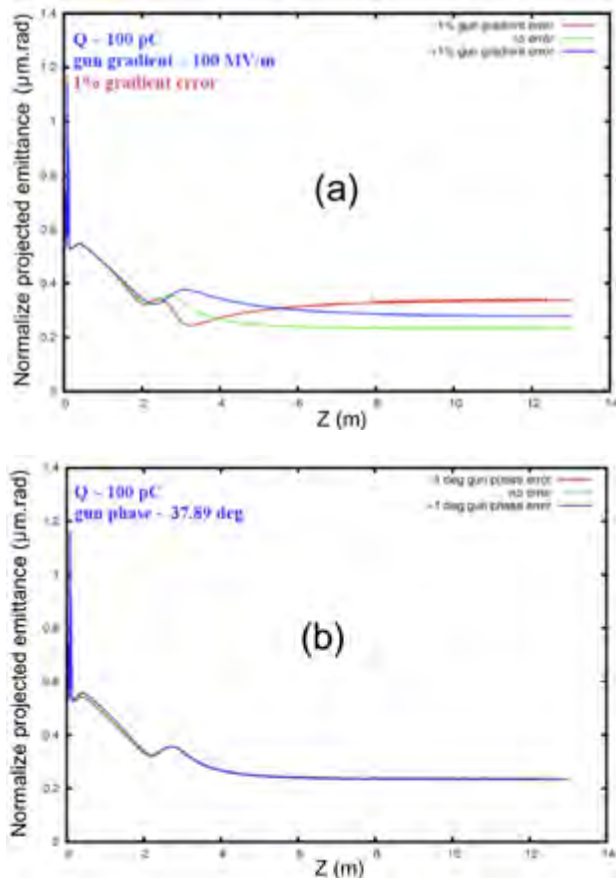 Q ~ 100 pC
gun gradient ~ 100 MV/m
1% gradient error
-1% gun gradient error
no error
+1% gun gradient error
(a)
Normalize projected emittance (µm.rad)
1.4
1.2
1
0.8
0.6
0.4
0.2
0
0 2 4 6 8 10 12 14
Z (m)
Q ~ 100 pC
gun phase ~ 37.89 deg
deg gun phase error
no error
deg gun phase error
(b)
Normalize projected emittance (µm.rad)
1.4
1.2
1
0.8
0.6
0.4
0.2
0
0 2 4 6 8 10 12 14
Z (m)